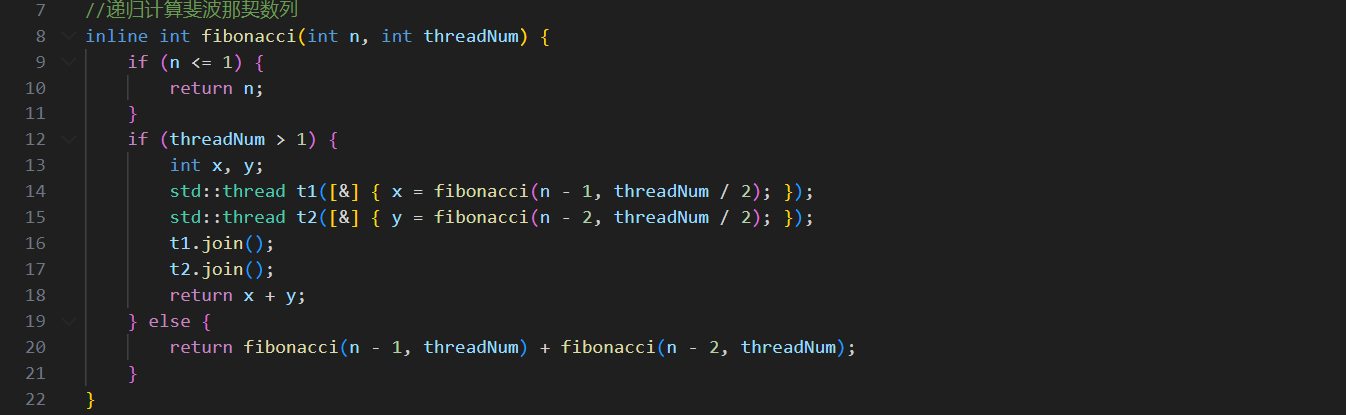 7 //递归计算斐波那契数列
8 inline int fibonacci(int n, int threadNum) {
9     if (n <= 1) {
10         return n;
11     }
12     if (threadNum > 1) {
13         int x, y;
14         std::thread t1([&] { x = fibonacci(n - 1, threadNum / 2); });
15         std::thread t2([&] { y = fibonacci(n - 2, threadNum / 2); });
16         t1.join();
17         t2.join();
18         return x + y;
19     } else {
20         return fibonacci(n - 1, threadNum) + fibonacci(n - 2, threadNum);
21     }
22 }